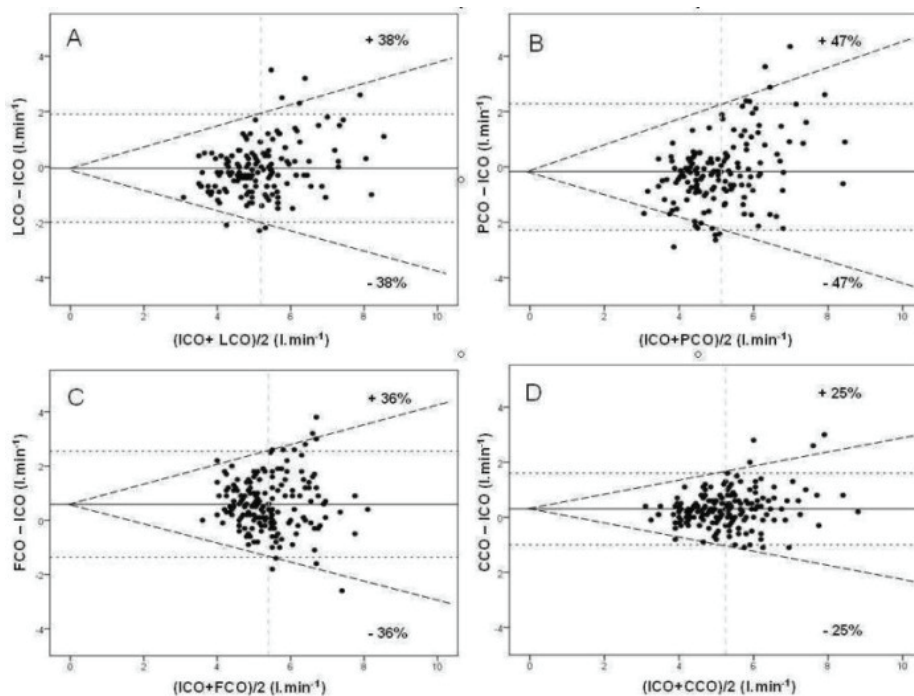 A
+ 38%
4
2
0
-2
-4
LCO – ICO (l.min⁻¹)
- 38%
0 2 4 6 8 10
(ICO+ LCO)/2 (l.min⁻¹)
B
+ 47%
4
2
0
-2
-4
PCO – ICO (l.min⁻¹)
- 47%
0 2 4 6 8 10
(ICO+PCO)/2 (l.min⁻¹)
C
+ 36%
4
2
0
-2
-4
FCO – ICO (l.min⁻¹)
- 36%
0 2 4 6 8 10
(ICO+FCO)/2 (l.min⁻¹)
D
+ 25%
4
2
0
-2
-4
CCO – ICO (l.min⁻¹)
- 25%
0 2 4 6 8 10
(ICO+CCO)/2 (l.min⁻¹)